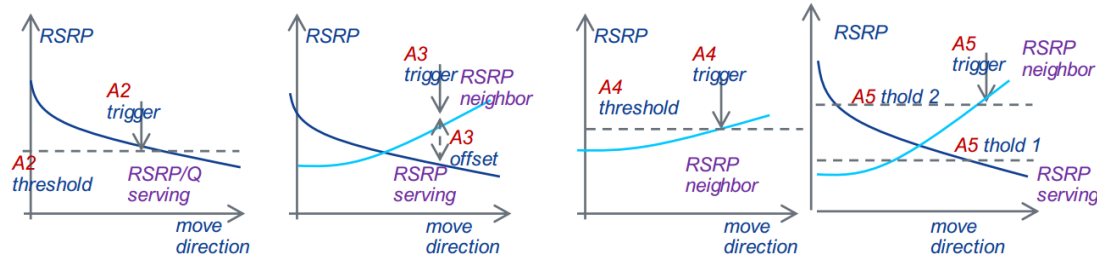 RSRP
A2
trigger
A2
threshold
RSRP/Q
serving
move
direction
RSRP
A3
trigger
RSRP
neighbor
A3
offset
RSRP
serving
move
direction
RSRP
A4
trigger
A4
threshold
RSRP
neighbor
move
direction
RSRP
A5
trigger
RSRP
neighbor
A5 thold 2
A5 thold 1
RSRP
serving
move
direction